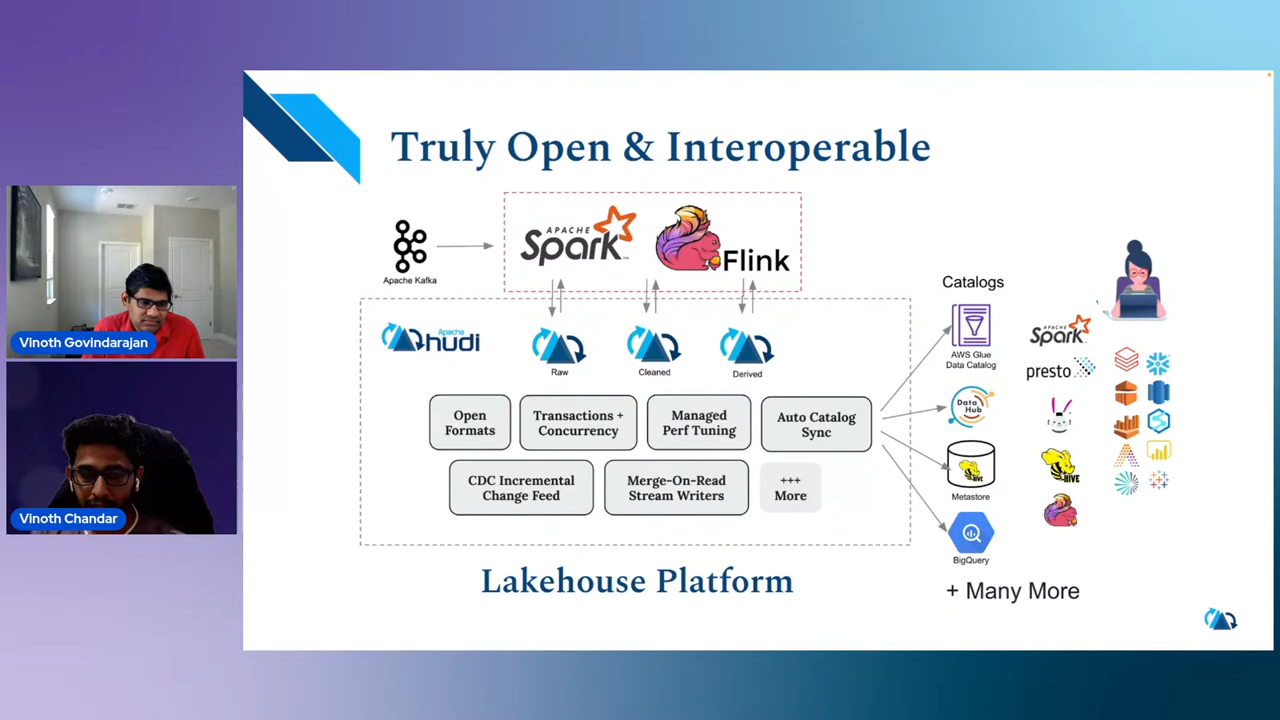 Truly Open & Interoperable
Apache Kafka
APACHE
Spark
Flink
Apache
hudi
Raw
Cleaned
Derived
Open
Formats
Transactions +
Concurrency
Managed
Perf Tuning
Auto Catalog
Sync
CDC Incremental
Change Feed
Merge-On-Read
Stream Writers
+++
More
Lakehouse Platform
Catalogs
AWS Glue
Data Catalog
Data
Hub
HIVE
Metastore
BigQuery
+ Many More
APACHE
Spark
presto
HIVE
Vinoth Govindarajan
Vinoth Chandar